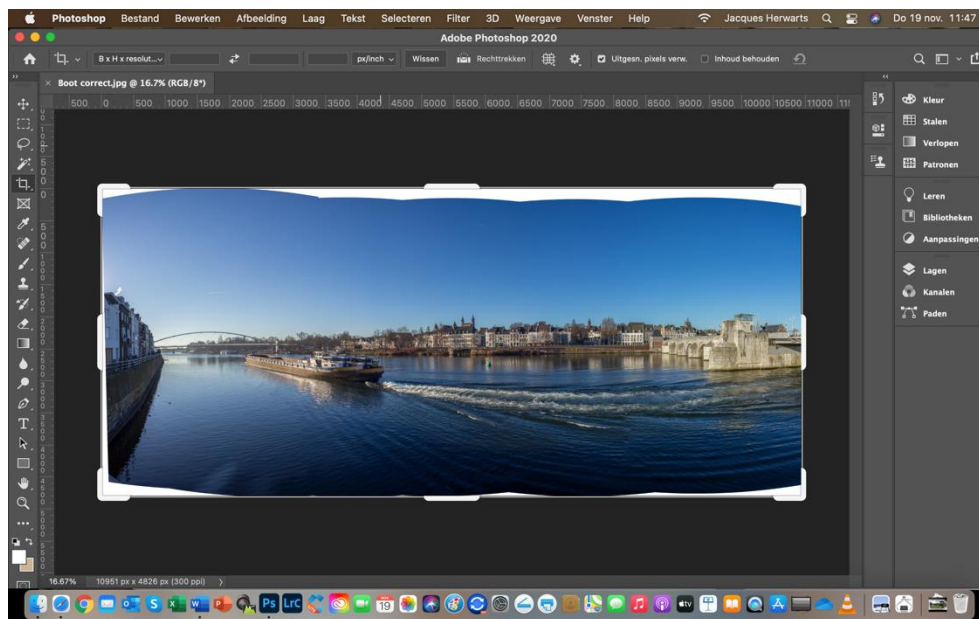 Photoshop Bestand Bewerken Afbeelding Laag Tekst Selecteren Filter 3D Weergave Venster Help Jacques Herwarts Do 19 nov. 11:47
Adobe Photoshop 2020
B x H x resolut... px/inch Wissen Rechttrekken Uitgesn. pixels verw. Inhoud behouden
× Boot correct.jpg @ 16.7% (RGB/8*)
500 0 500 1000 1500 2000 2500 3000 3500 4000 4500 5000 5500 6000 6500 7000 7500 8000 8500 9000 9500 10000 10500 11000
Kleur
Stalen
Verlopen
Patronen
Leren
Bibliotheken
Aanpassingen
Lagen
Kanalen
Paden
16.67% 10951 px x 4826 px (300 ppi)
19
Ps LrC
tv